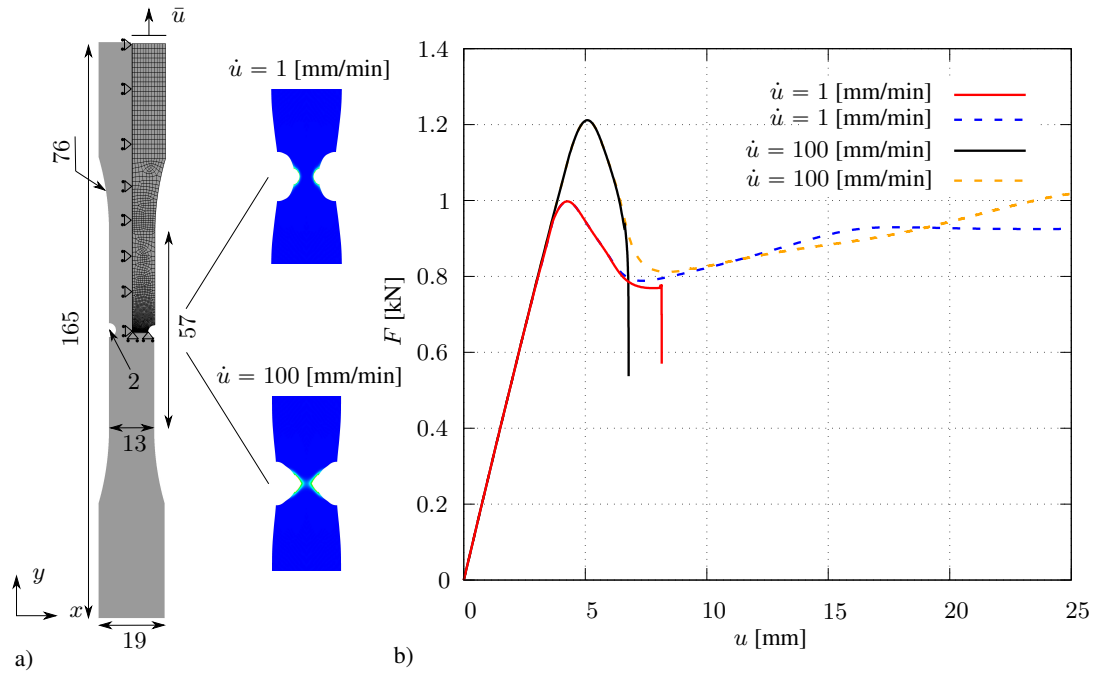 ū
u̇ = 1 [mm/min]
76
165
57
2
u̇ = 100 [mm/min]
13
y
x
19
a)
1.4
1.2
1
0.8
0.6
0.4
0.2
0
F [kN]
0
5
10
15
20
25
u [mm]
u̇ = 1 [mm/min]
u̇ = 1 [mm/min]
u̇ = 100 [mm/min]
u̇ = 100 [mm/min]
b)